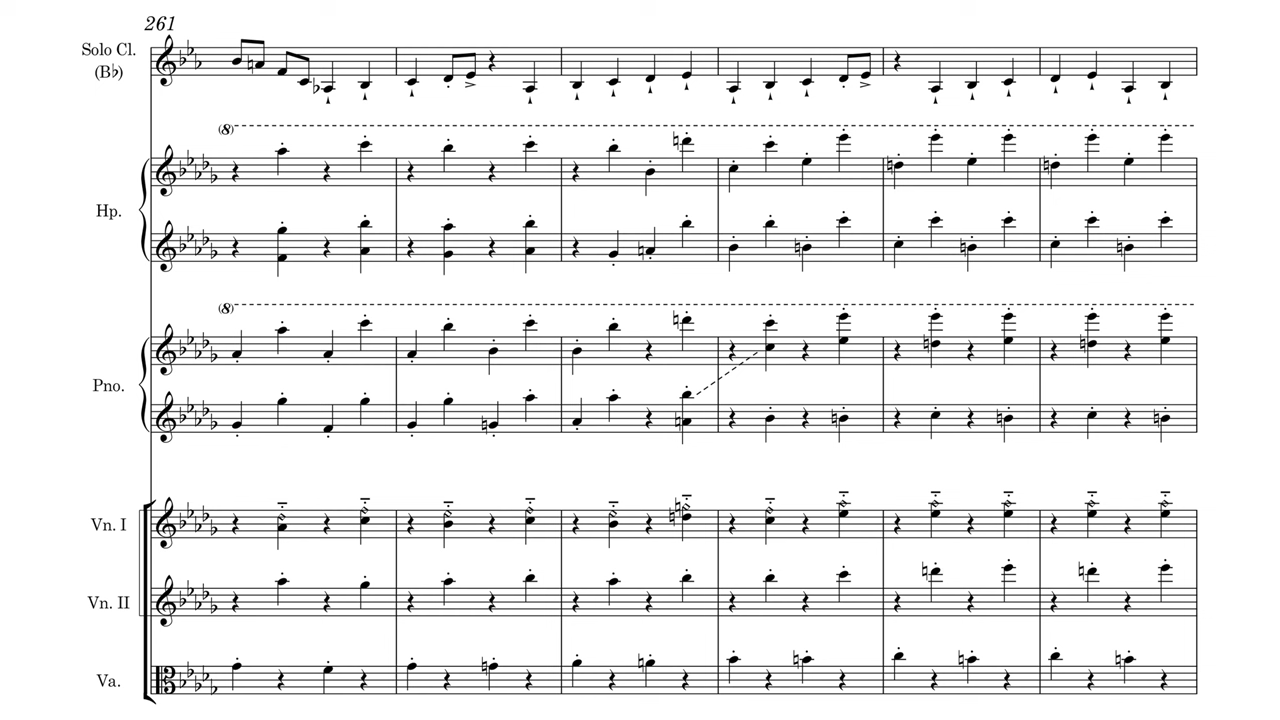 261
Solo Cl.
(B♭)
(8)
Hp.
(8)
Pno.
Vn. I
Vn. II
Va.